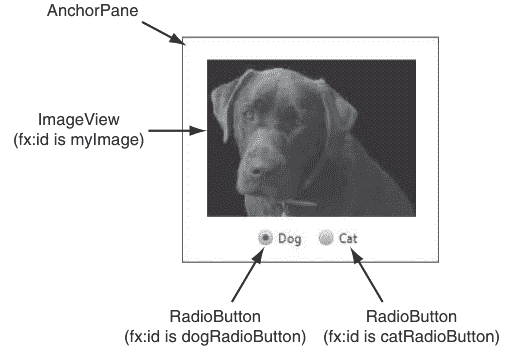 AnchorPane
ImageView
(fx:id is myImage)
Dog
Cat
RadioButton
(fx:id is dogRadioButton)
RadioButton
(fx:id is catRadioButton)